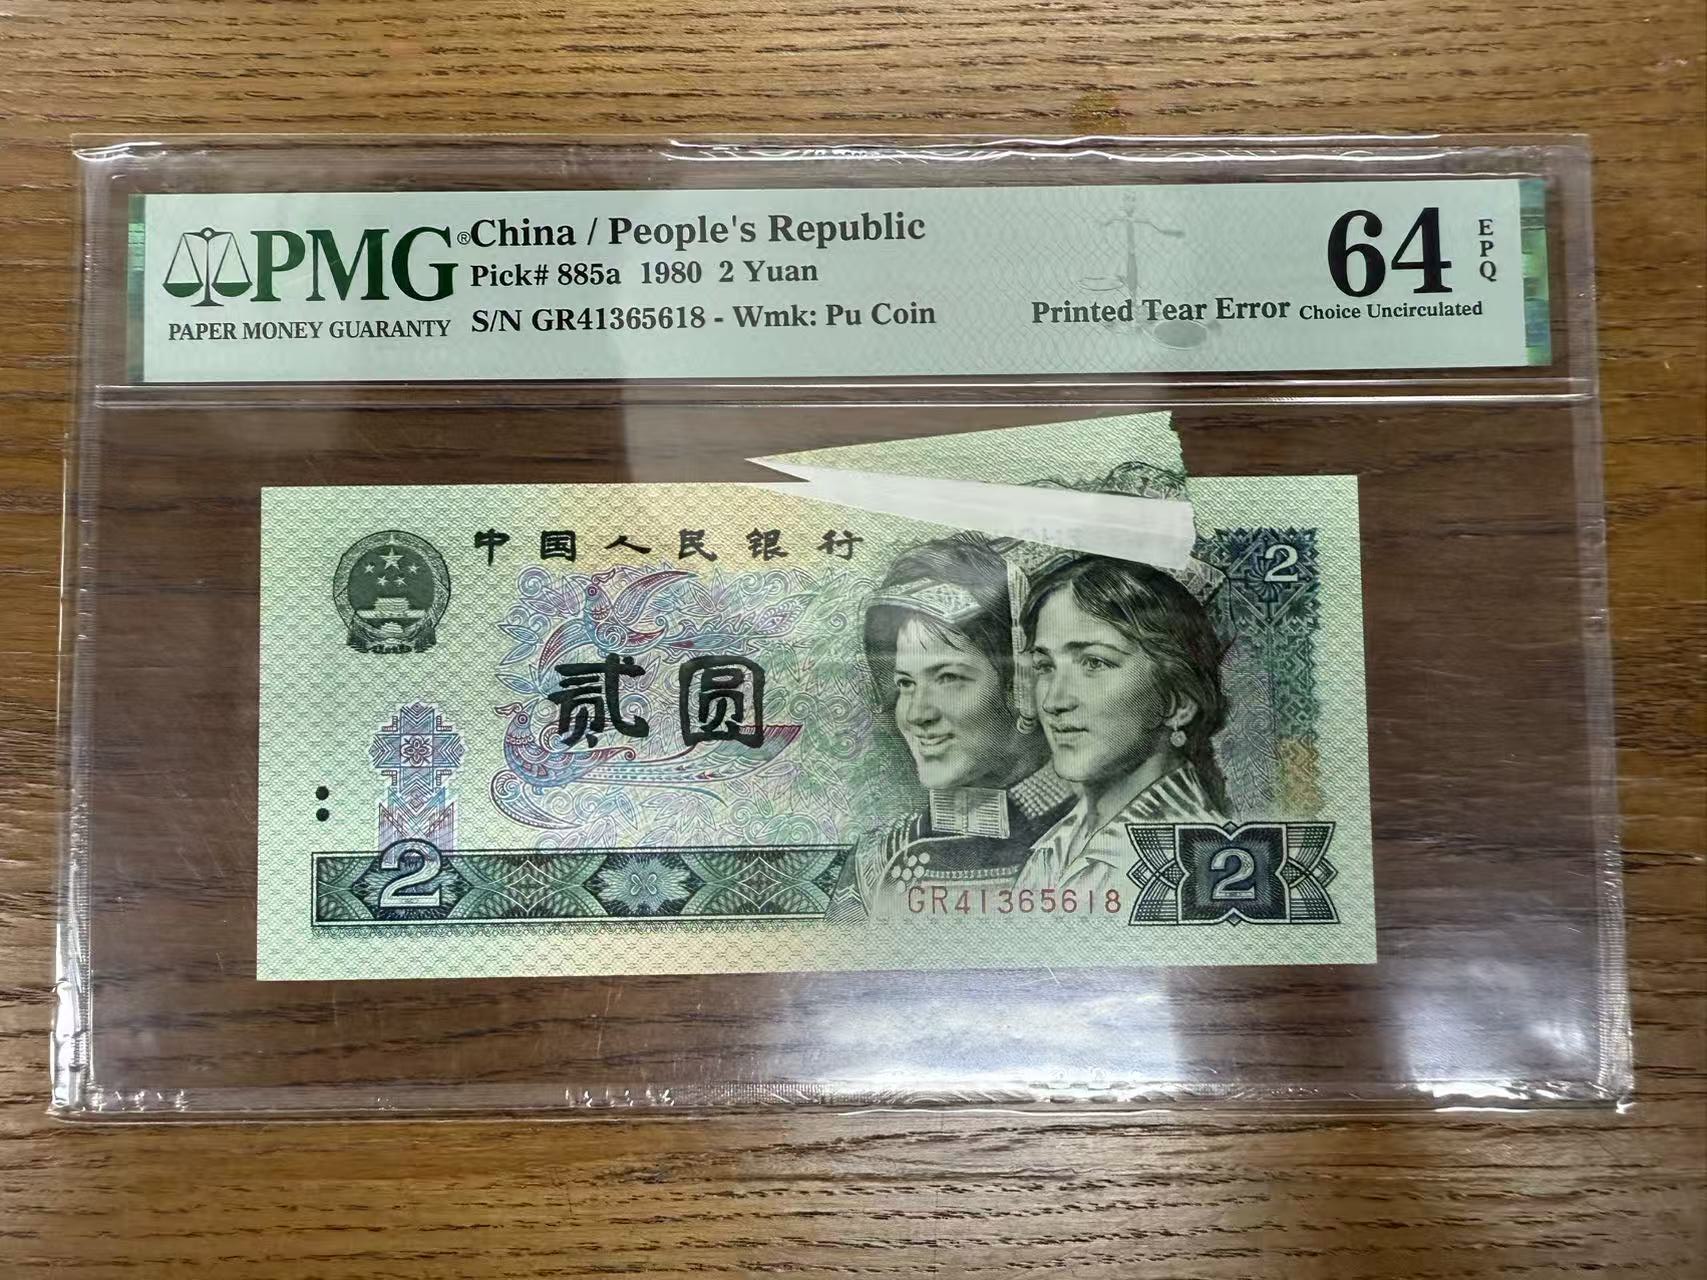 PMG®
PAPER MONEY GUARANTY
China / People's Republic
Pick# 885a 1980 2 Yuan
S/N GR41365618 - Wmk: Pu Coin
Printed Tear Error
64
EPQ
Choice Uncirculated
中国人民银行
2
贰圆
2
GR41365618
2